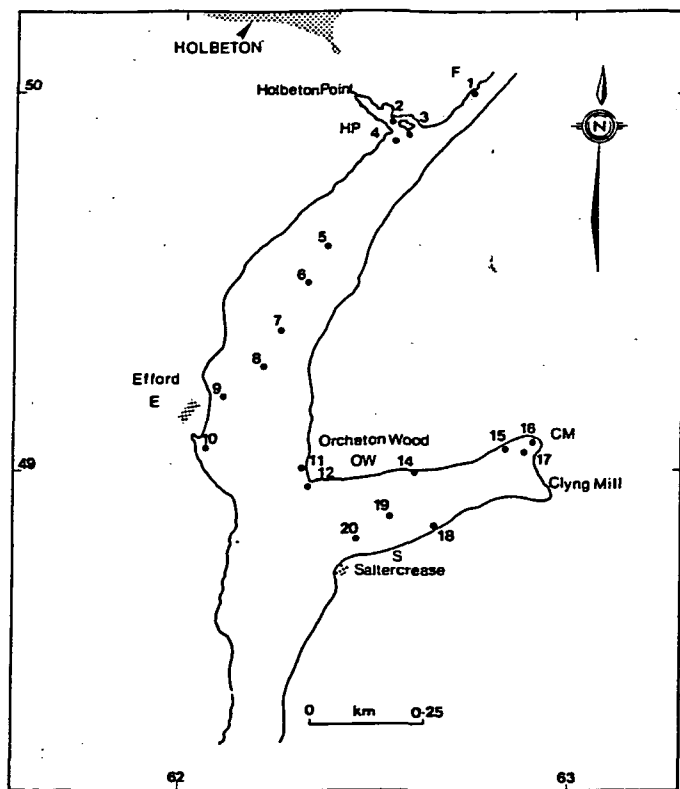 HOLBETON
50
F
1
Holbeton Point
2
3
HP
4
N
5
6
7
8
Efford
E
9
10
Orcheton Wood
OW
11
12
14
15
16
CM
17
Clyng Mill
49
19
20
18
S
Saltercrease
0 km 0·25
62
63